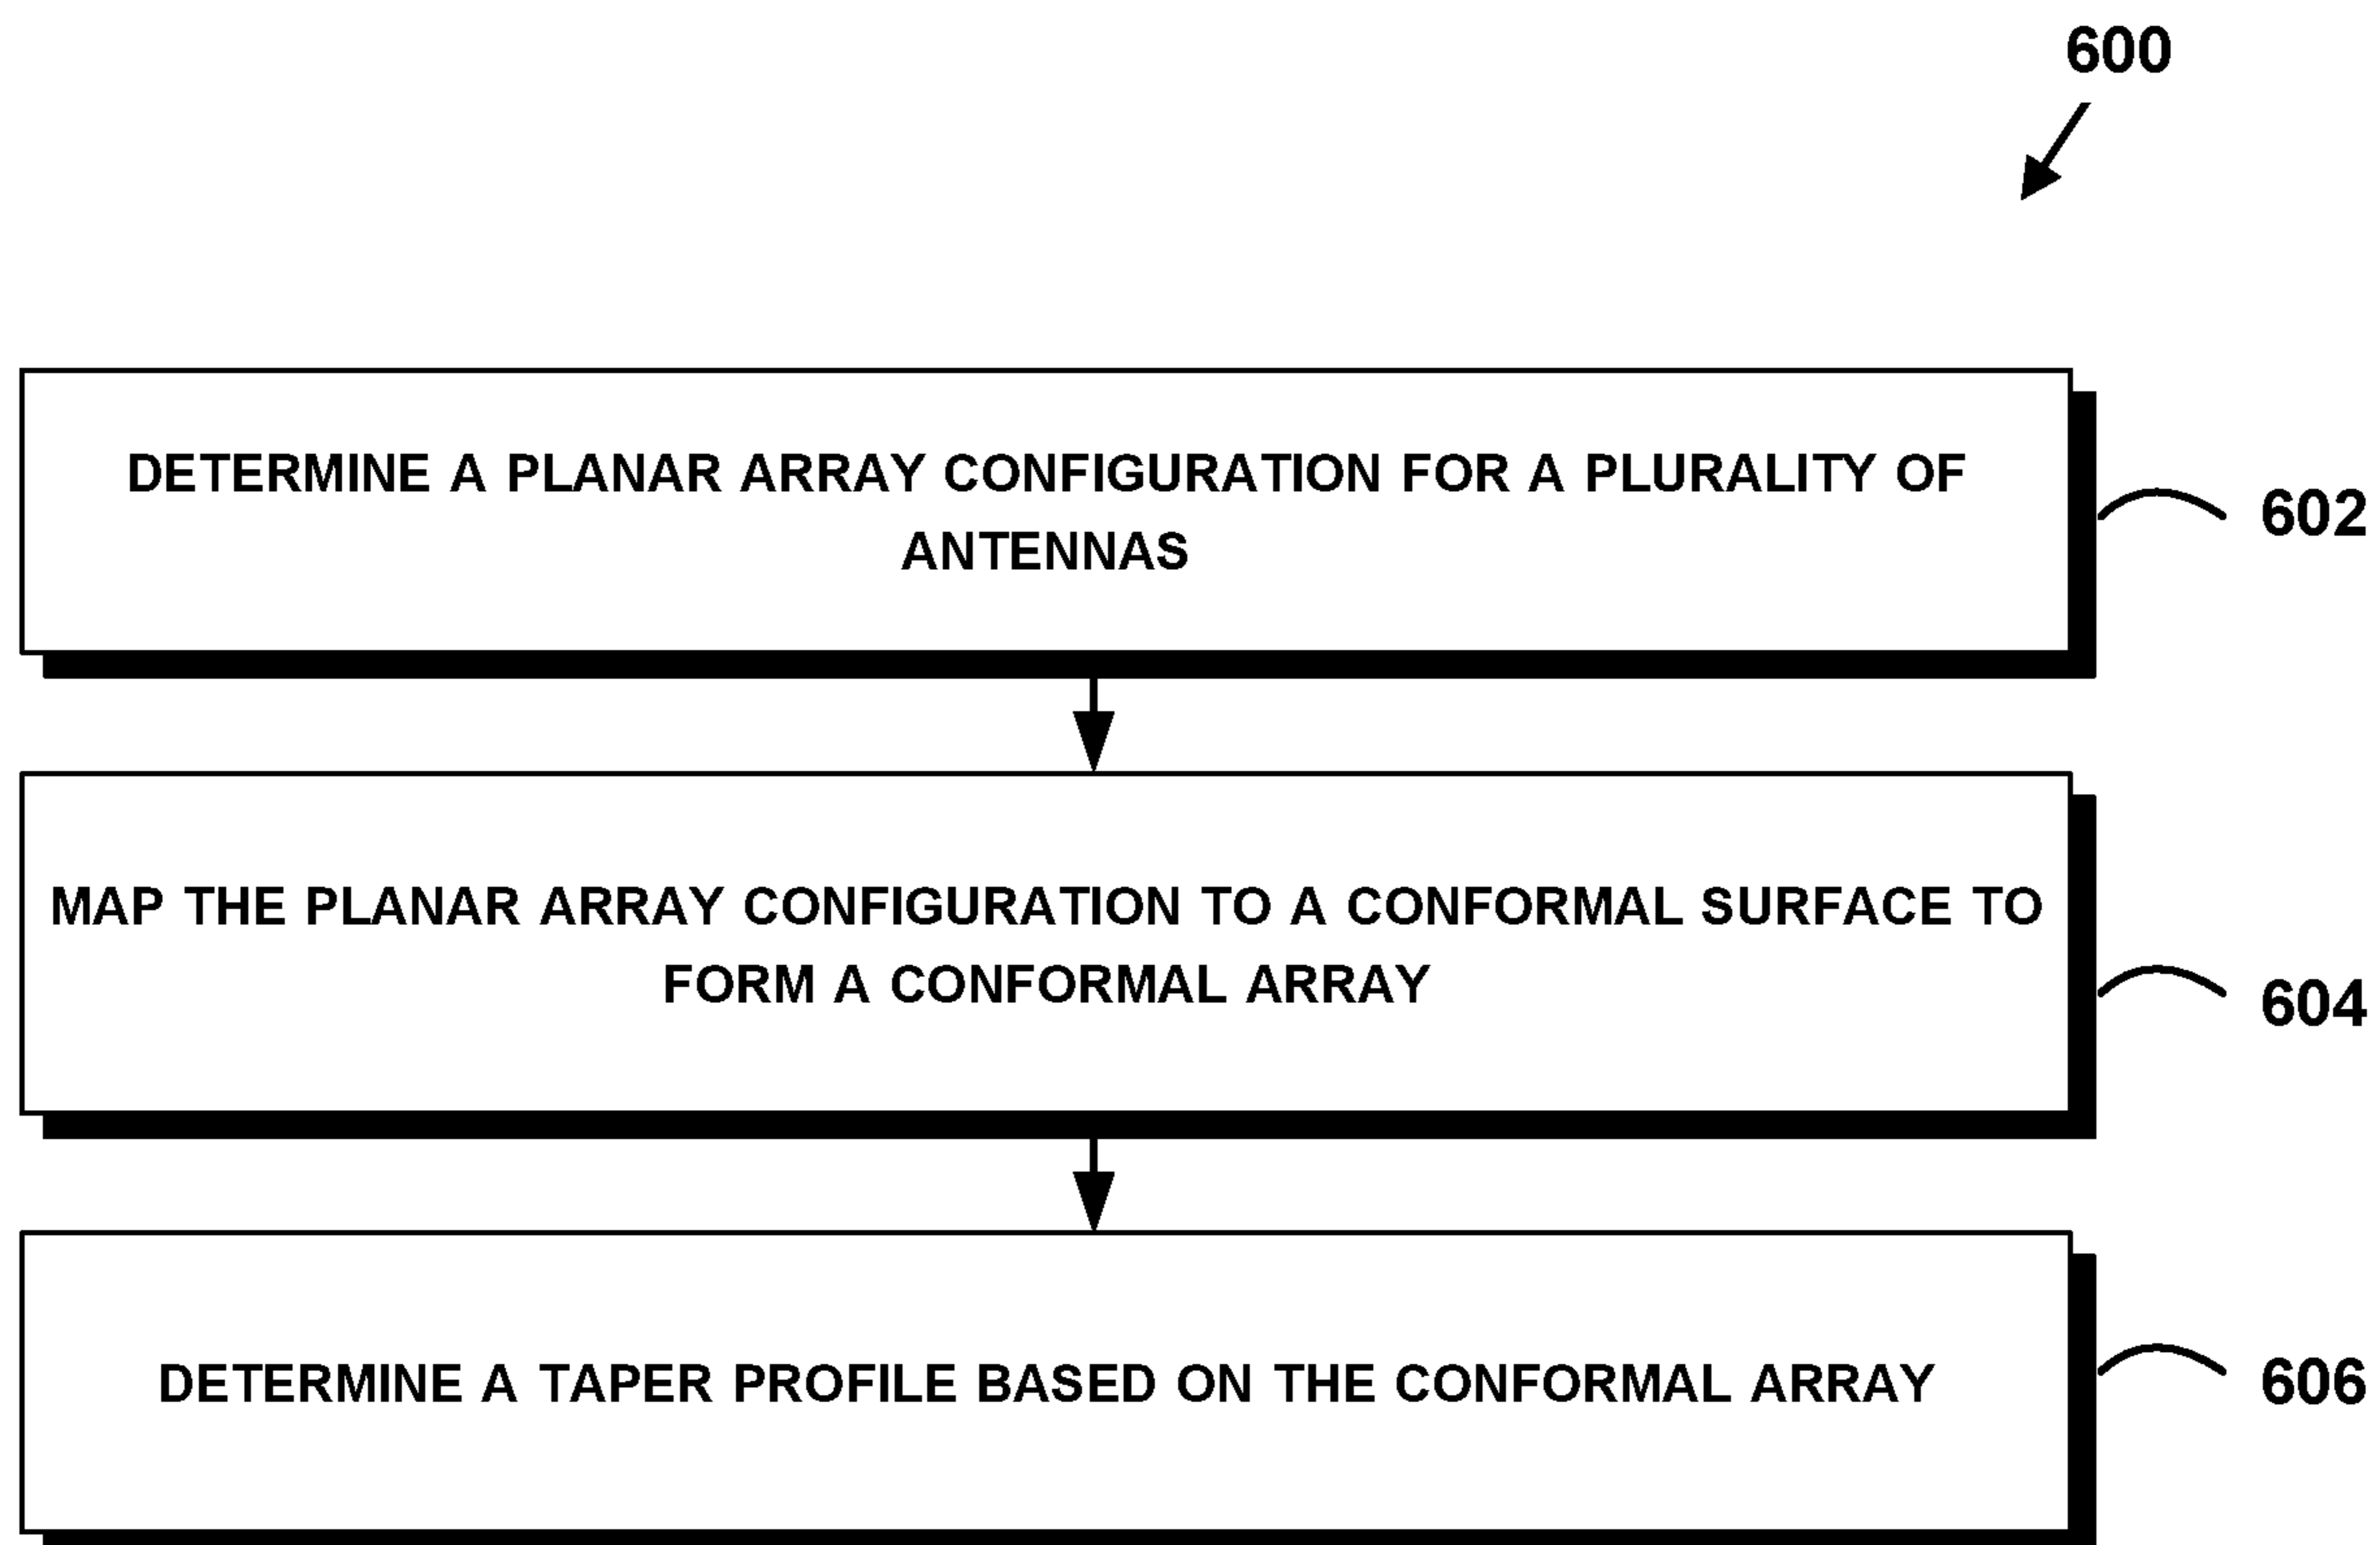 600
DETERMINE A PLANAR ARRAY CONFIGURATION FOR A PLURALITY OF
ANTENNAS
602
MAP THE PLANAR ARRAY CONFIGURATION TO A CONFORMAL SURFACE TO
FORM A CONFORMAL ARRAY
604
DETERMINE A TAPER PROFILE BASED ON THE CONFORMAL ARRAY
606